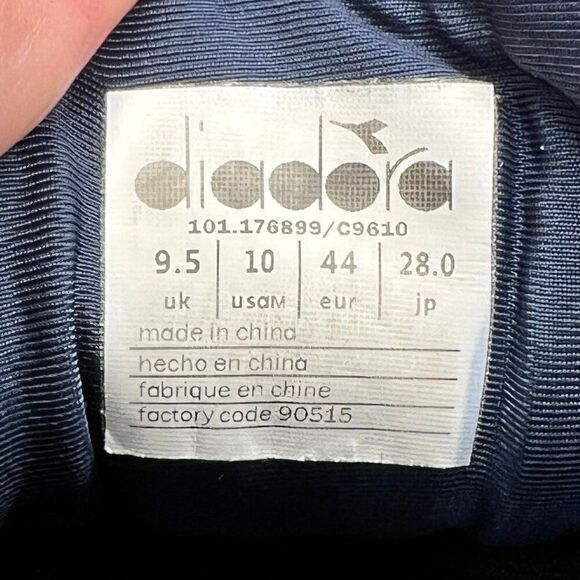 diadora
101.176899/C9610
9.5 10 44 28.0
uk usaM eur jp
made in china
hecho en china
fabrique en chine
factory code 90515